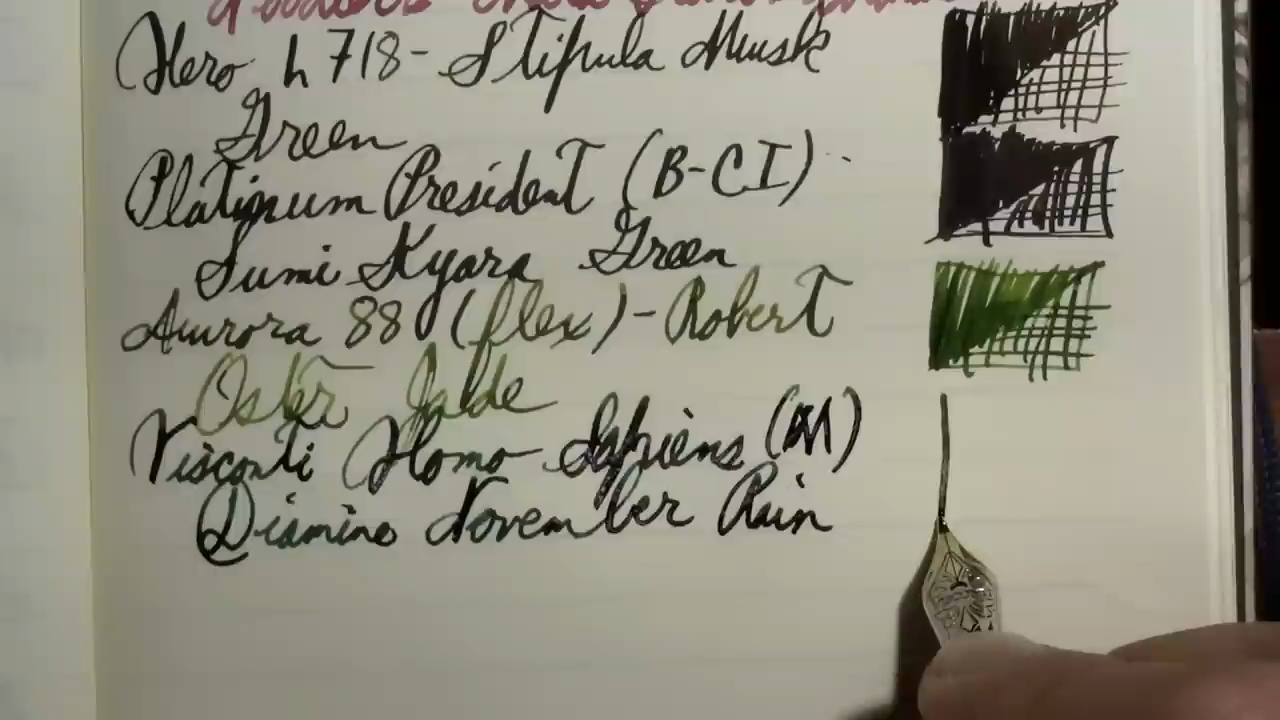 Hero h718- Stipula Musk
Green
Platinum President (B-CI)
Sumi Kyara Green
Aurora 88 (flex)-Robert
Oster Jade
Visconti Homo Sapiens (M)
Diamine November Rain